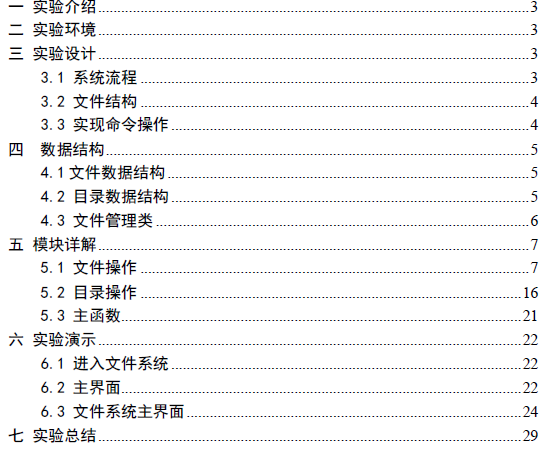 一 实验介绍 3
二 实验环境 3
三 实验设计 3
3.1 系统流程 3
3.2 文件结构 4
3.3 实现命令操作 4
四 数据结构 5
4.1文件数据结构 5
4.2 目录数据结构 5
4.3 文件管理类 6
五 模块详解 7
5.1 文件操作 7
5.2 目录操作 16
5.3 主函数 21
六 实验演示 22
6.1 进入文件系统 22
6.2 主界面 22
6.3 文件系统主界面 24
七 实验总结 29